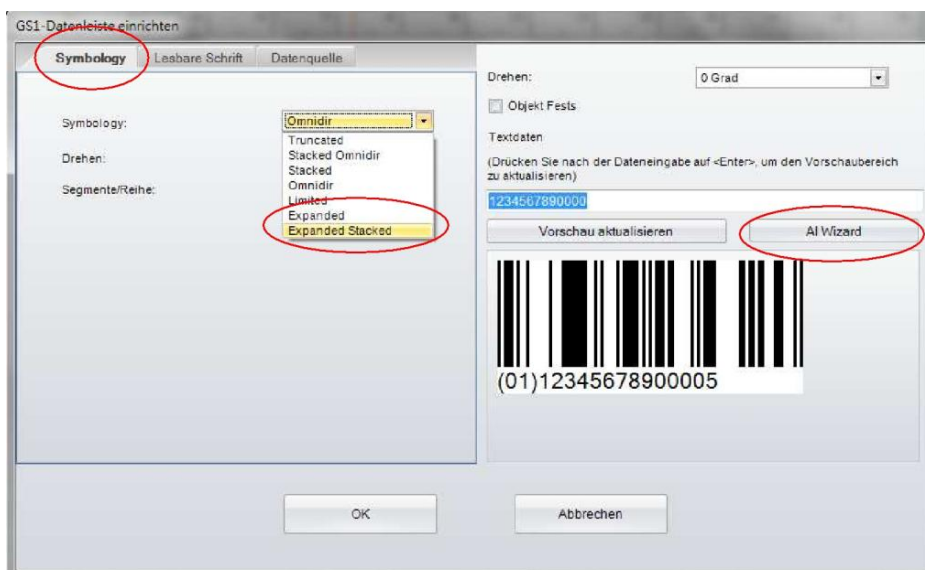 GS1-Datenleiste einrichten
Symbology
Lesbare Schrift
Datenquelle
Symbology:
Omnidir
Truncated
Stacked Omnidir
Stacked
Omnidir
Limited
Expanded
Expanded Stacked
Drehen:
Segmente/Reihe:
Drehen:
0 Grad
Objekt Fests
Textdaten
(Drücken Sie nach der Dateneingabe auf <Enter>, um den Vorschaubereich
zu aktualisieren)
1234567890000
Vorschau aktualisieren
AI Wizard
(01)12345678900005
OK
Abbrechen